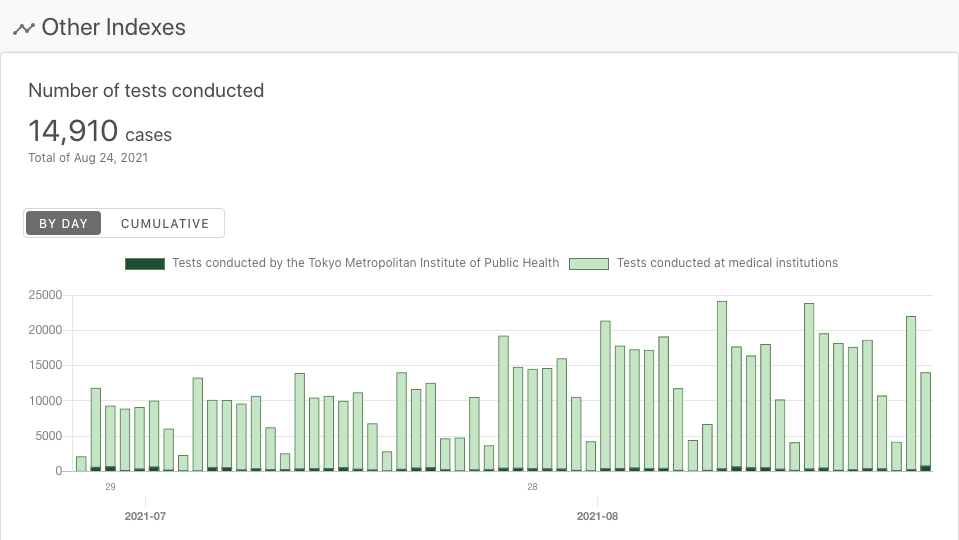 Other Indexes
Number of tests conducted
14,910 cases
Total of Aug 24, 2021
BY DAY CUMULATIVE
Tests conducted by the Tokyo Metropolitan Institute of Public Health Tests conducted at medical institutions
25000
20000
15000
10000
5000
0
29 28
2021-07 2021-08